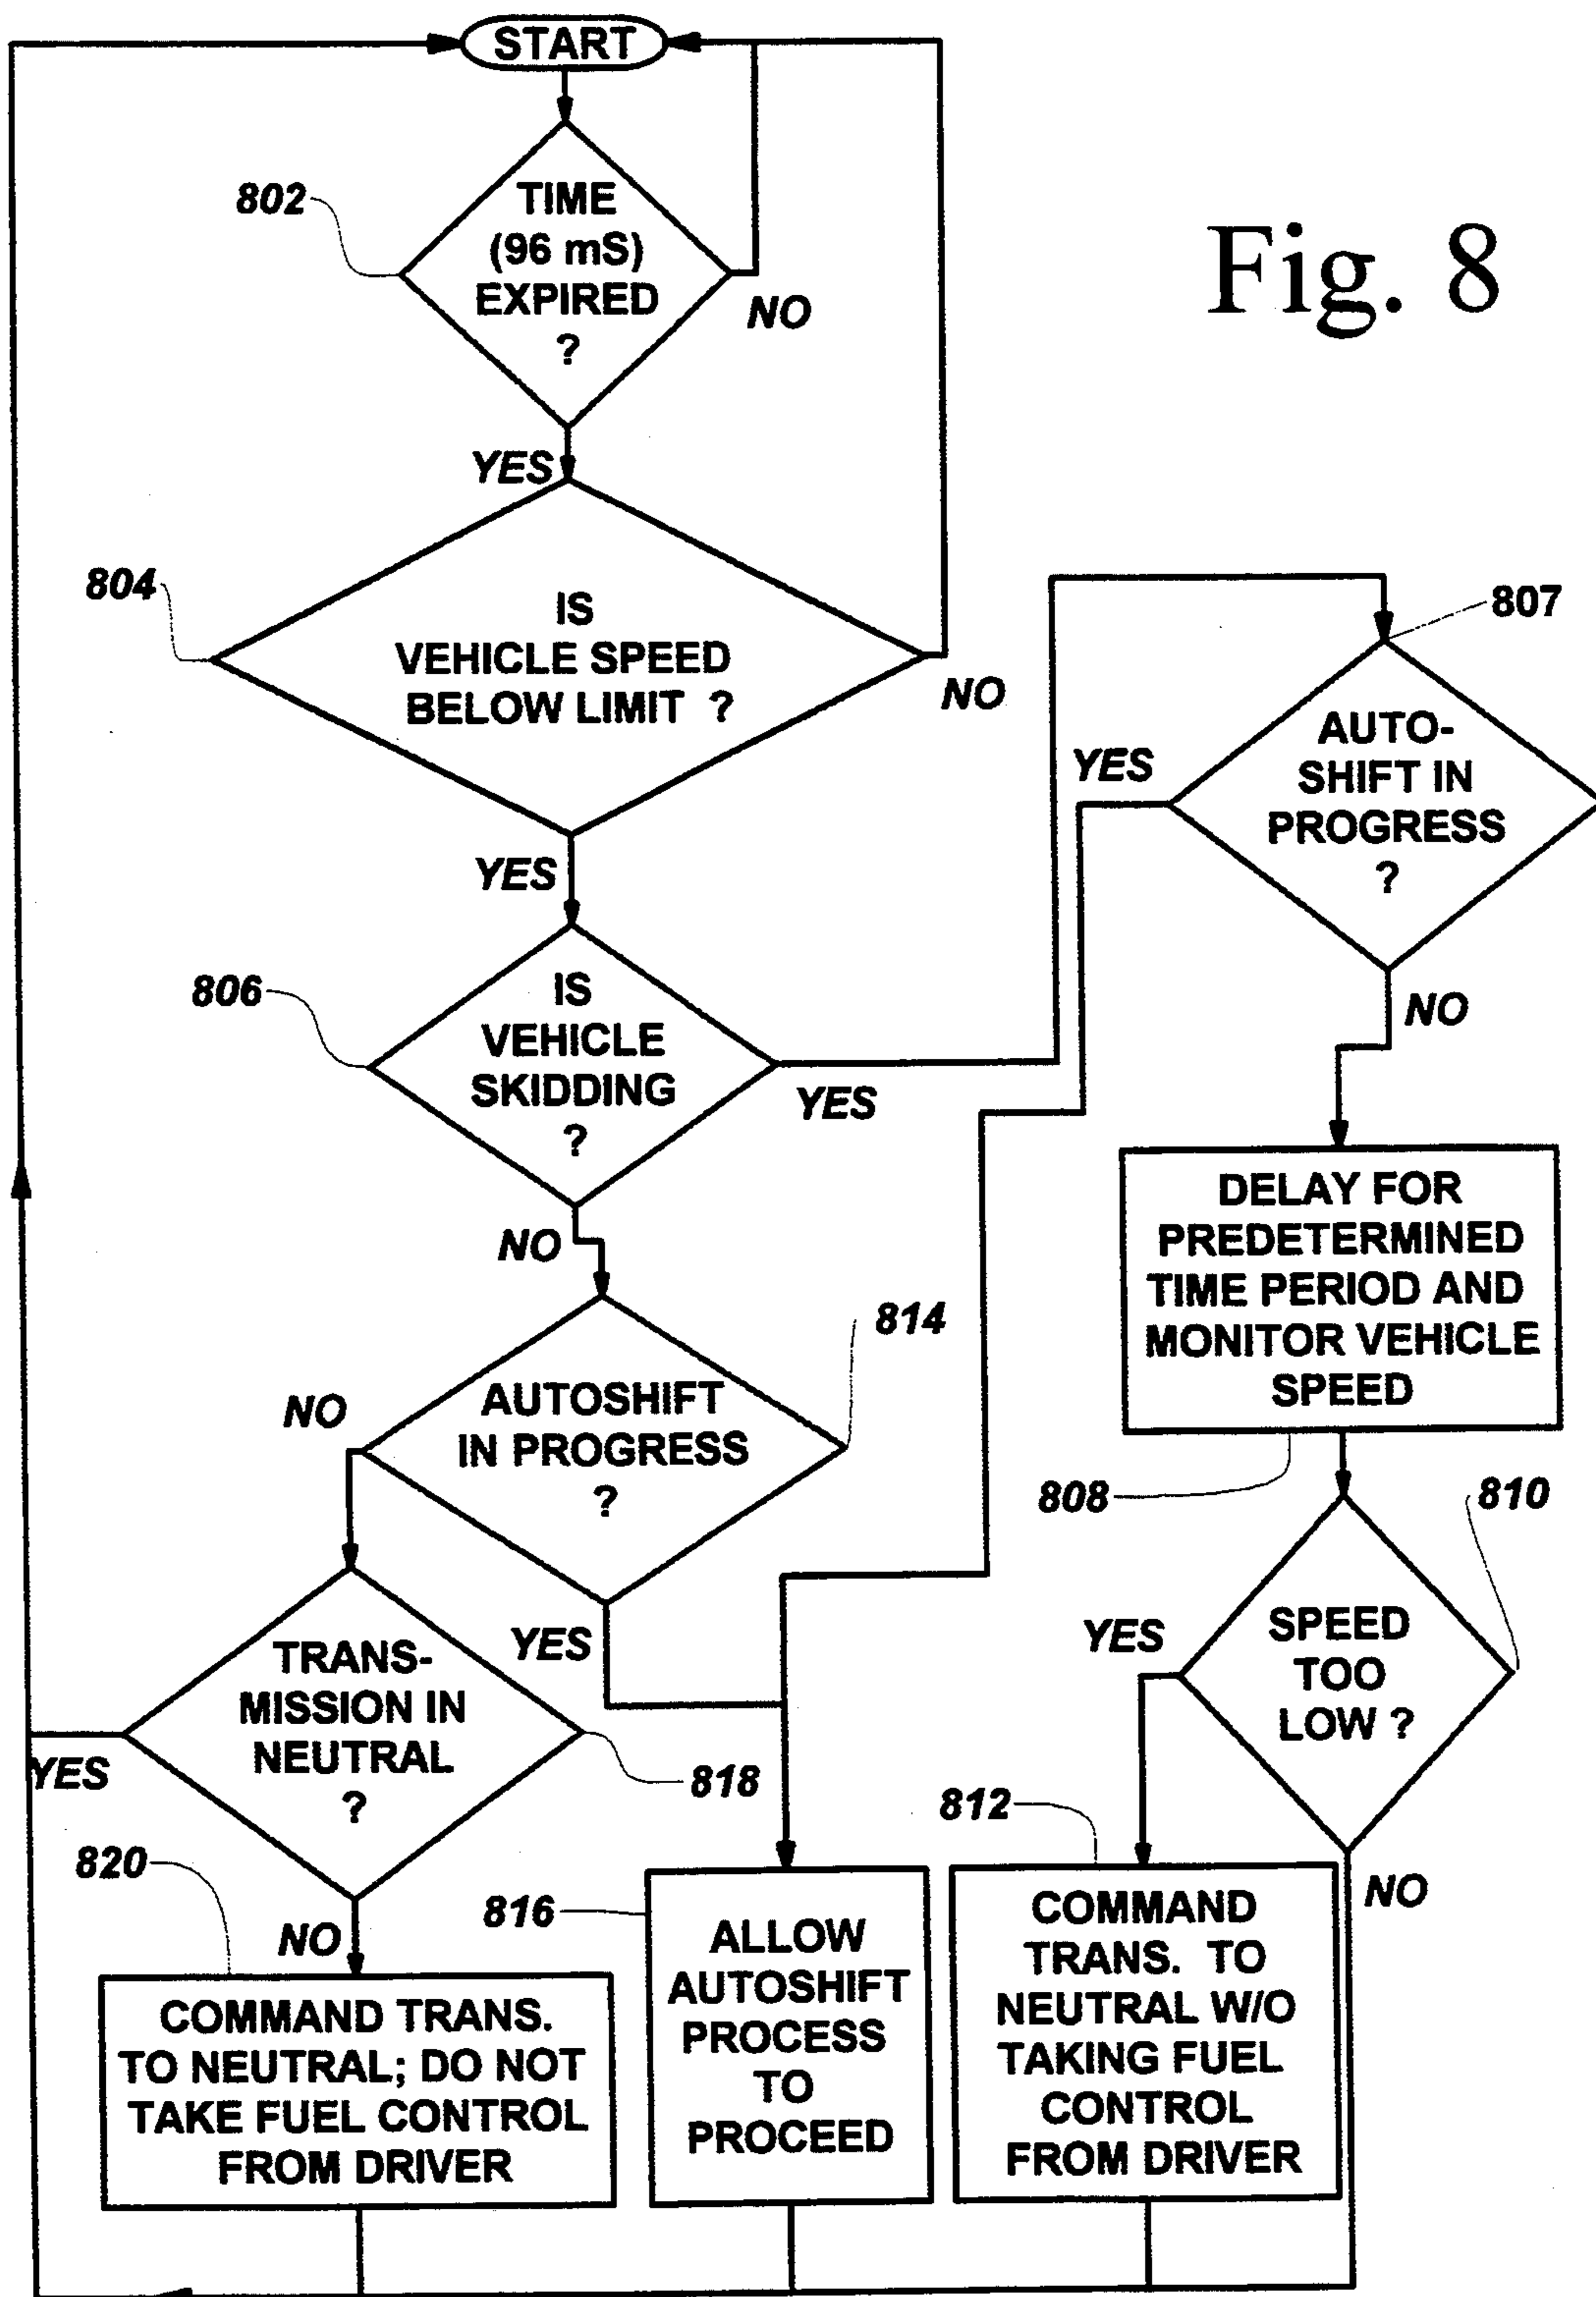 START
Fig. 8
802
TIME
(96 mS)
EXPIRED
?
NO
YES
804
IS
VEHICLE SPEED
BELOW LIMIT ?
NO
YES
807
AUTO-
SHIFT IN
PROGRESS
?
YES
NO
806
IS
VEHICLE
SKIDDING
?
YES
NO
DELAY FOR
PREDETERMINED
TIME PERIOD AND
MONITOR VEHICLE
SPEED
808
814
AUTOSHIFT
IN PROGRESS
?
NO
YES
810
SPEED
TOO
LOW ?
YES
NO
TRANS-
MISSION IN
NEUTRAL
?
YES
818
NO
820
COMMAND TRANS.
TO NEUTRAL; DO NOT
TAKE FUEL CONTROL
FROM DRIVER
816
ALLOW
AUTOSHIFT
PROCESS
TO
PROCEED
812
COMMAND
TRANS. TO
NEUTRAL W/O
TAKING FUEL
CONTROL
FROM DRIVER